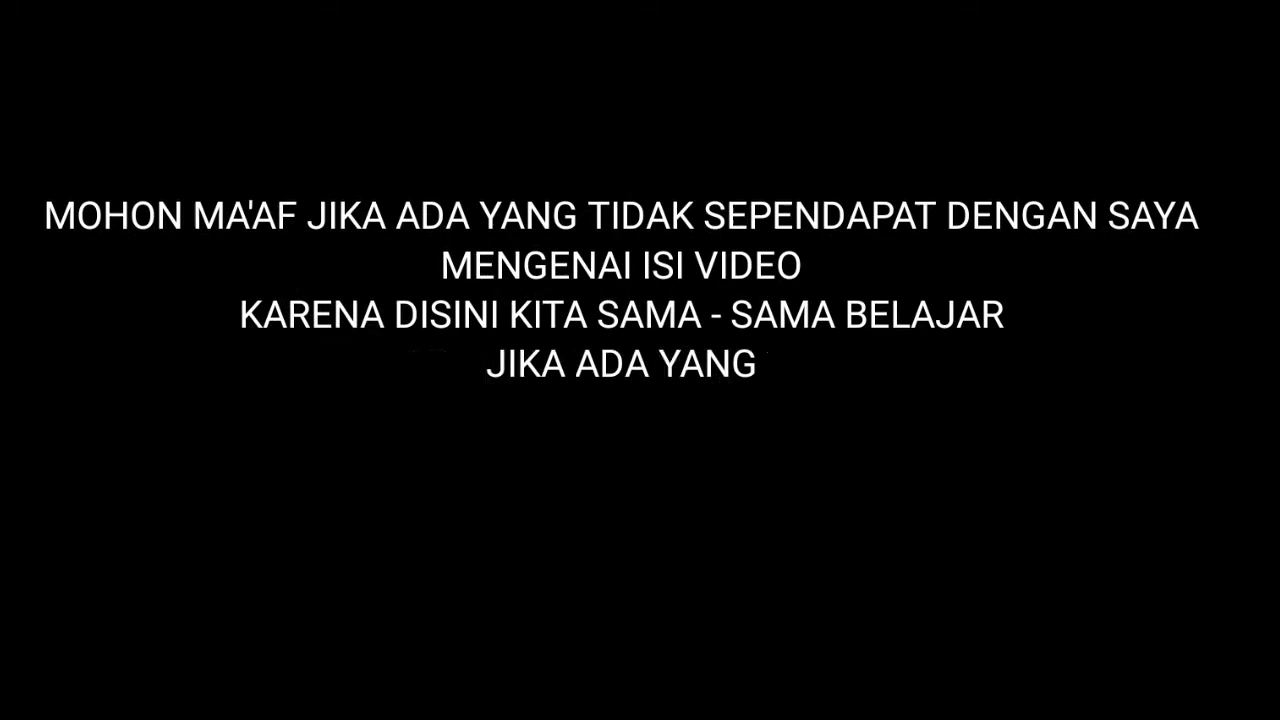 MOHON MA'AF JIKA ADA YANG TIDAK SEPENDAPAT DENGAN SAYA
MENGENAI ISI VIDEO
KARENA DISINI KITA SAMA - SAMA BELAJAR
JIKA ADA YANG